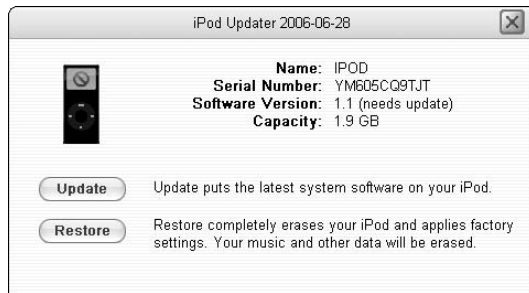 iPod Updater 2006-06-28
Name: IPOD
Serial Number: YM605CQ9TJT
Software Version: 1.1 (needs update)
Capacity: 1.9 GB
Update Update puts the latest system software on your iPod.
Restore Restore completely erases your iPod and applies factory
settings. Your music and other data will be erased.